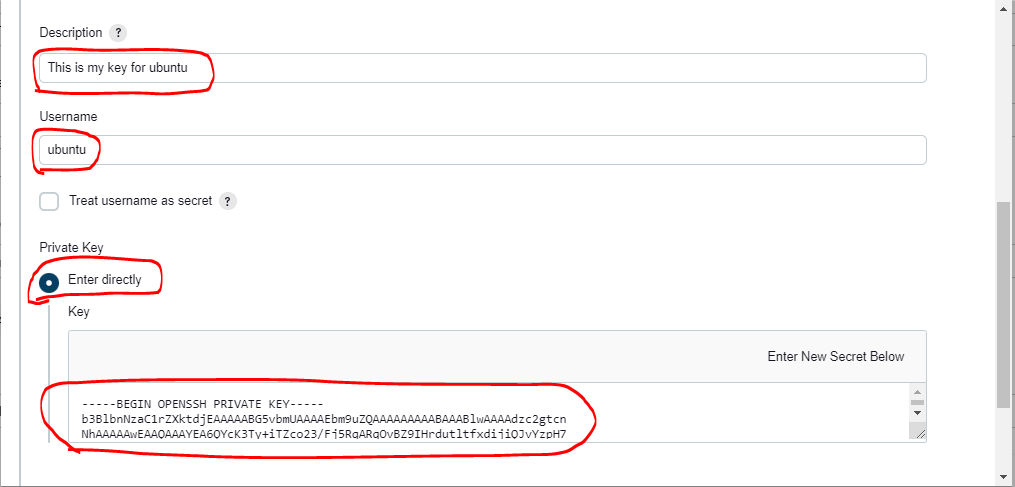 Description ?
This is my key for ubuntu
Username
ubuntu
Treat username as secret ?
Private Key
Enter directly
Key
Enter New Secret Below
-----BEGIN OPENSSH PRIVATE KEY-----
b3BlbnNzaC1rZXktdjEAAAAABG5vbmUAAAAEbm9uZQAAAAAAAAABAAABlwAAAAdzc2gtcn
NhAAAAAwEAAQAAAYEA6QYcK3Ty+iTZco23/Fj5RqARqOvBZ9IHrdutltfxdijiQJvYzpH7